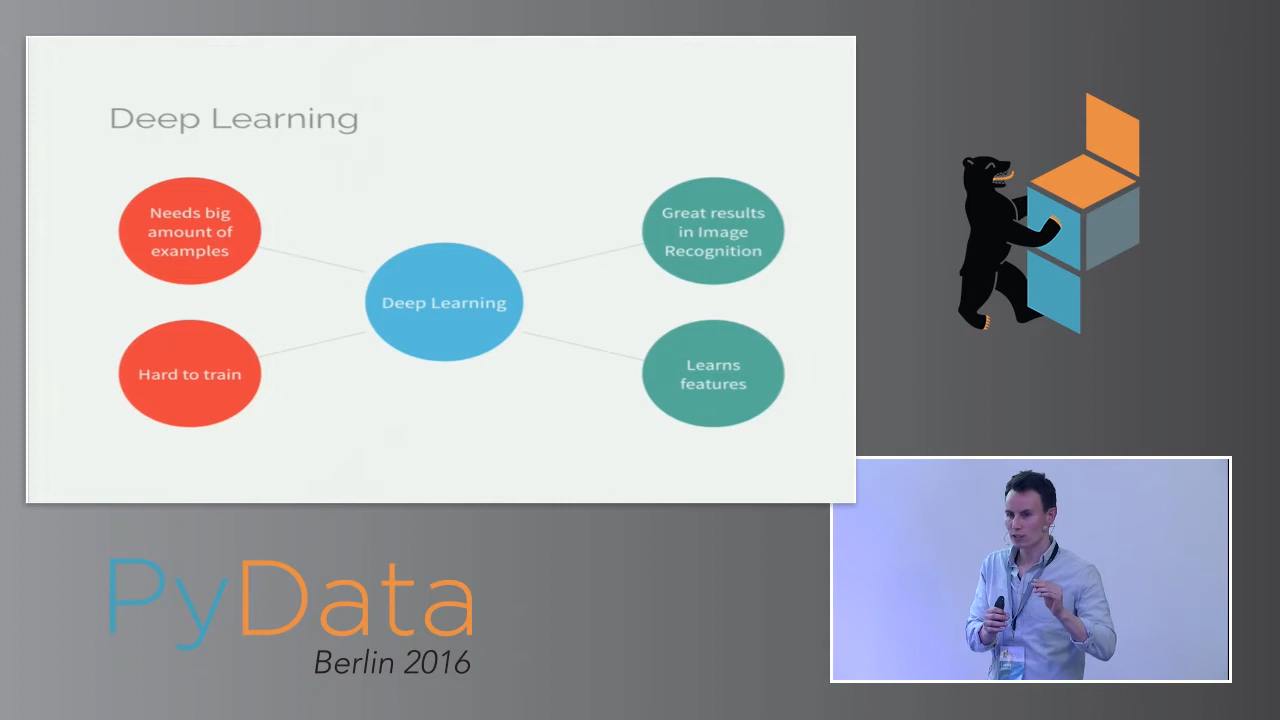 Deep Learning
Needs big
amount of
examples
Great results
in Image
Recognition
Deep Learning
Hard to train
Learns
features
PyData
Berlin 2016